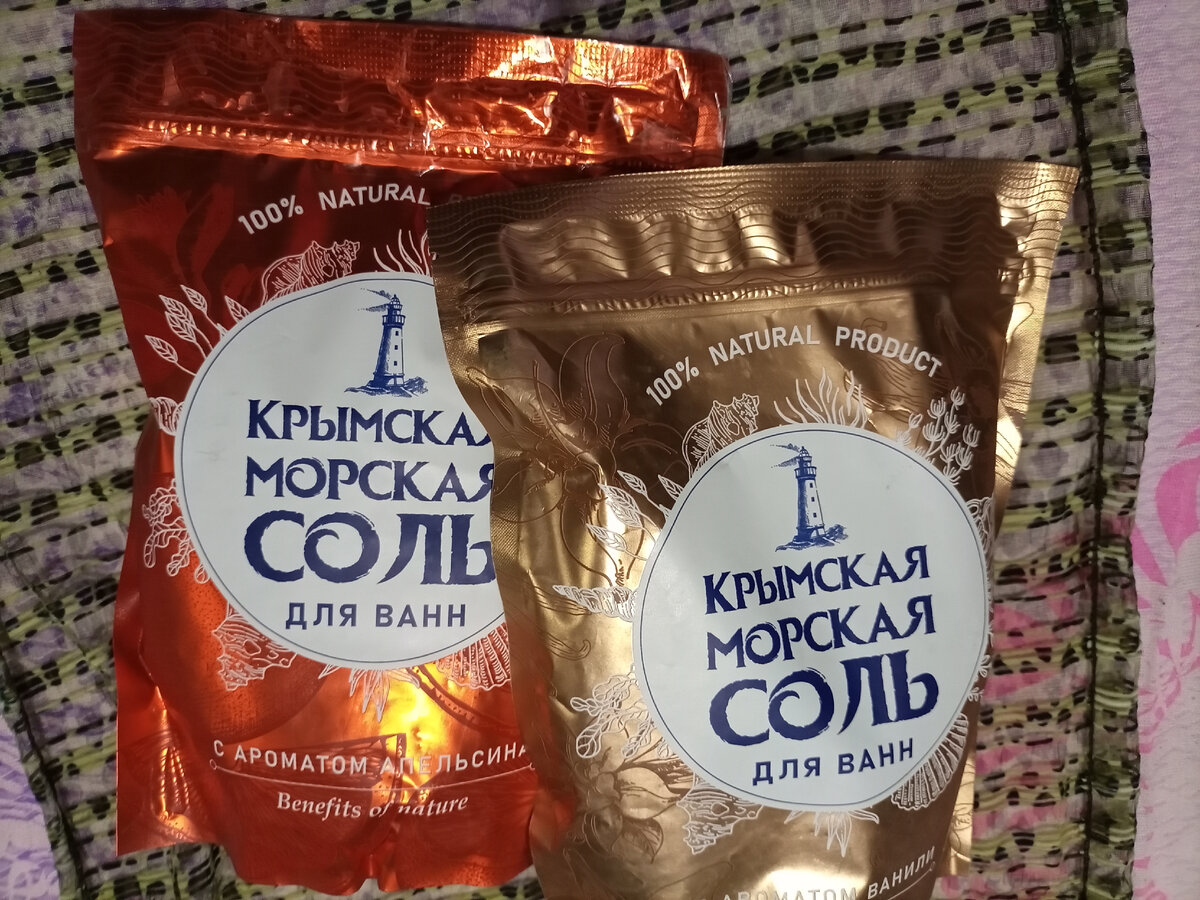 100% NATURAL
КРЫМСКАЯ
МОРСКАЯ
СОЛЬ
ДЛЯ ВАНН
С АРОМАТОМ АПЕЛЬСИНА
Benefits of nature
100% NATURAL PRODUCT
КРЫМСКАЯ
МОРСКАЯ
СОЛЬ
ДЛЯ ВАНН
АРОМАТОМ ВАНИЛИ